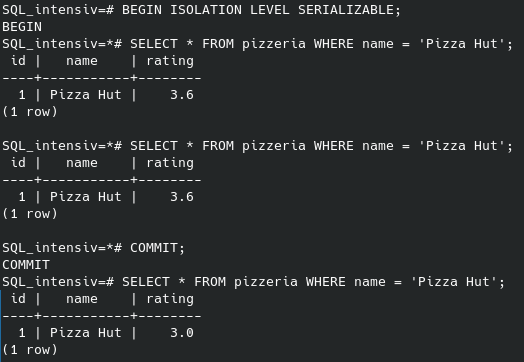 SQL_intensiv=# BEGIN ISOLATION LEVEL SERIALIZABLE;
BEGIN
SQL_intensiv=*# SELECT * FROM pizzeria WHERE name = 'Pizza Hut';
 id |   name    | rating
----+-----------+--------
  1 | Pizza Hut |    3.6
(1 row)

SQL_intensiv=*# SELECT * FROM pizzeria WHERE name = 'Pizza Hut';
 id |   name    | rating
----+-----------+--------
  1 | Pizza Hut |    3.6
(1 row)

SQL_intensiv=*# COMMIT;
COMMIT
SQL_intensiv=# SELECT * FROM pizzeria WHERE name = 'Pizza Hut';
 id |   name    | rating
----+-----------+--------
  1 | Pizza Hut |    3.0
(1 row)